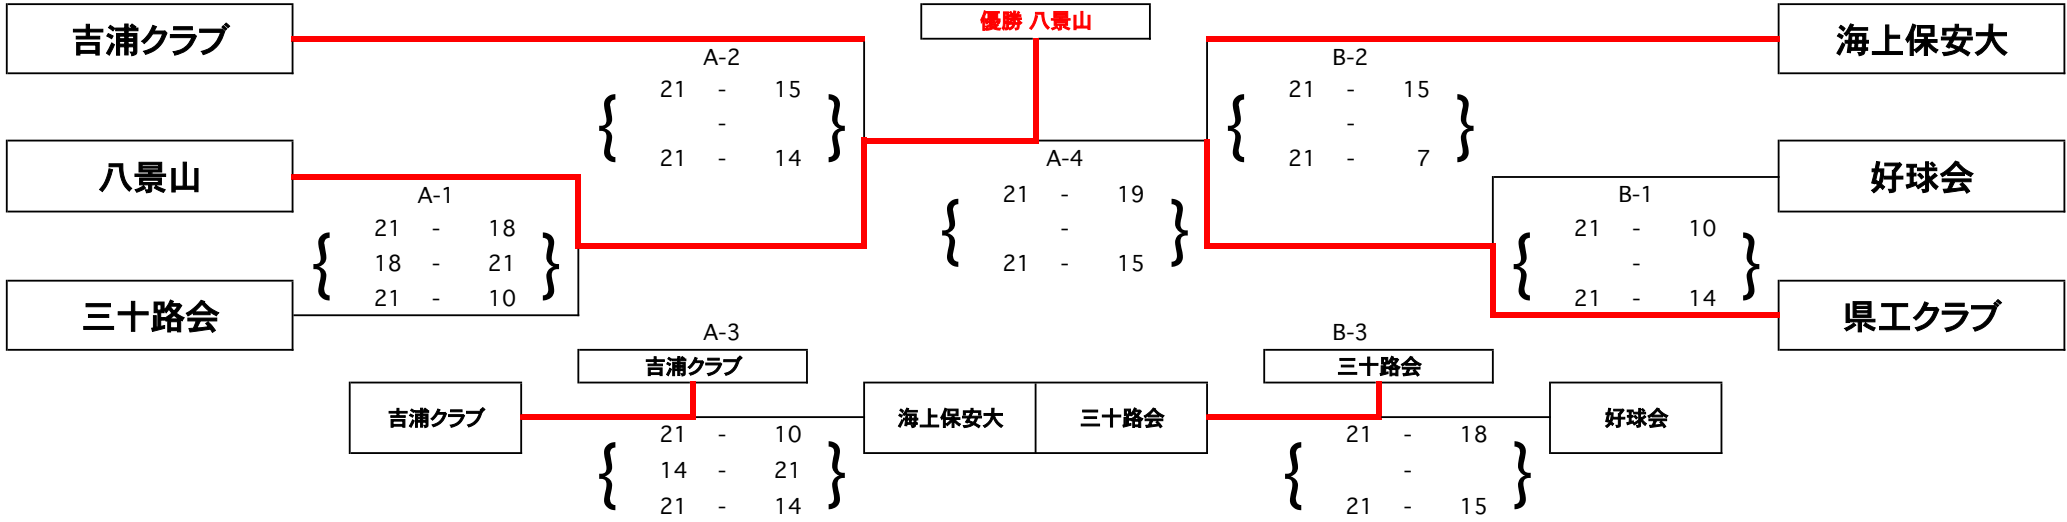 吉浦クラブ
優勝 八景山
海上保安大
A-2
B-2
21 - 15
21 - 15
{ - }
{ - }
21 - 14
21 - 7
八景山
A-4
好球会
A-1
21 - 19
B-1
21 - 18
{ - }
21 - 10
{ 18 - 21 }
21 - 15
{ - }
21 - 10
21 - 14
三十路会
県工クラブ
A-3
B-3
吉浦クラブ
三十路会
吉浦クラブ
海上保安大
三十路会
好球会
21 - 10
21 - 18
{ 14 - 21 }
{ - }
21 - 14
21 - 15